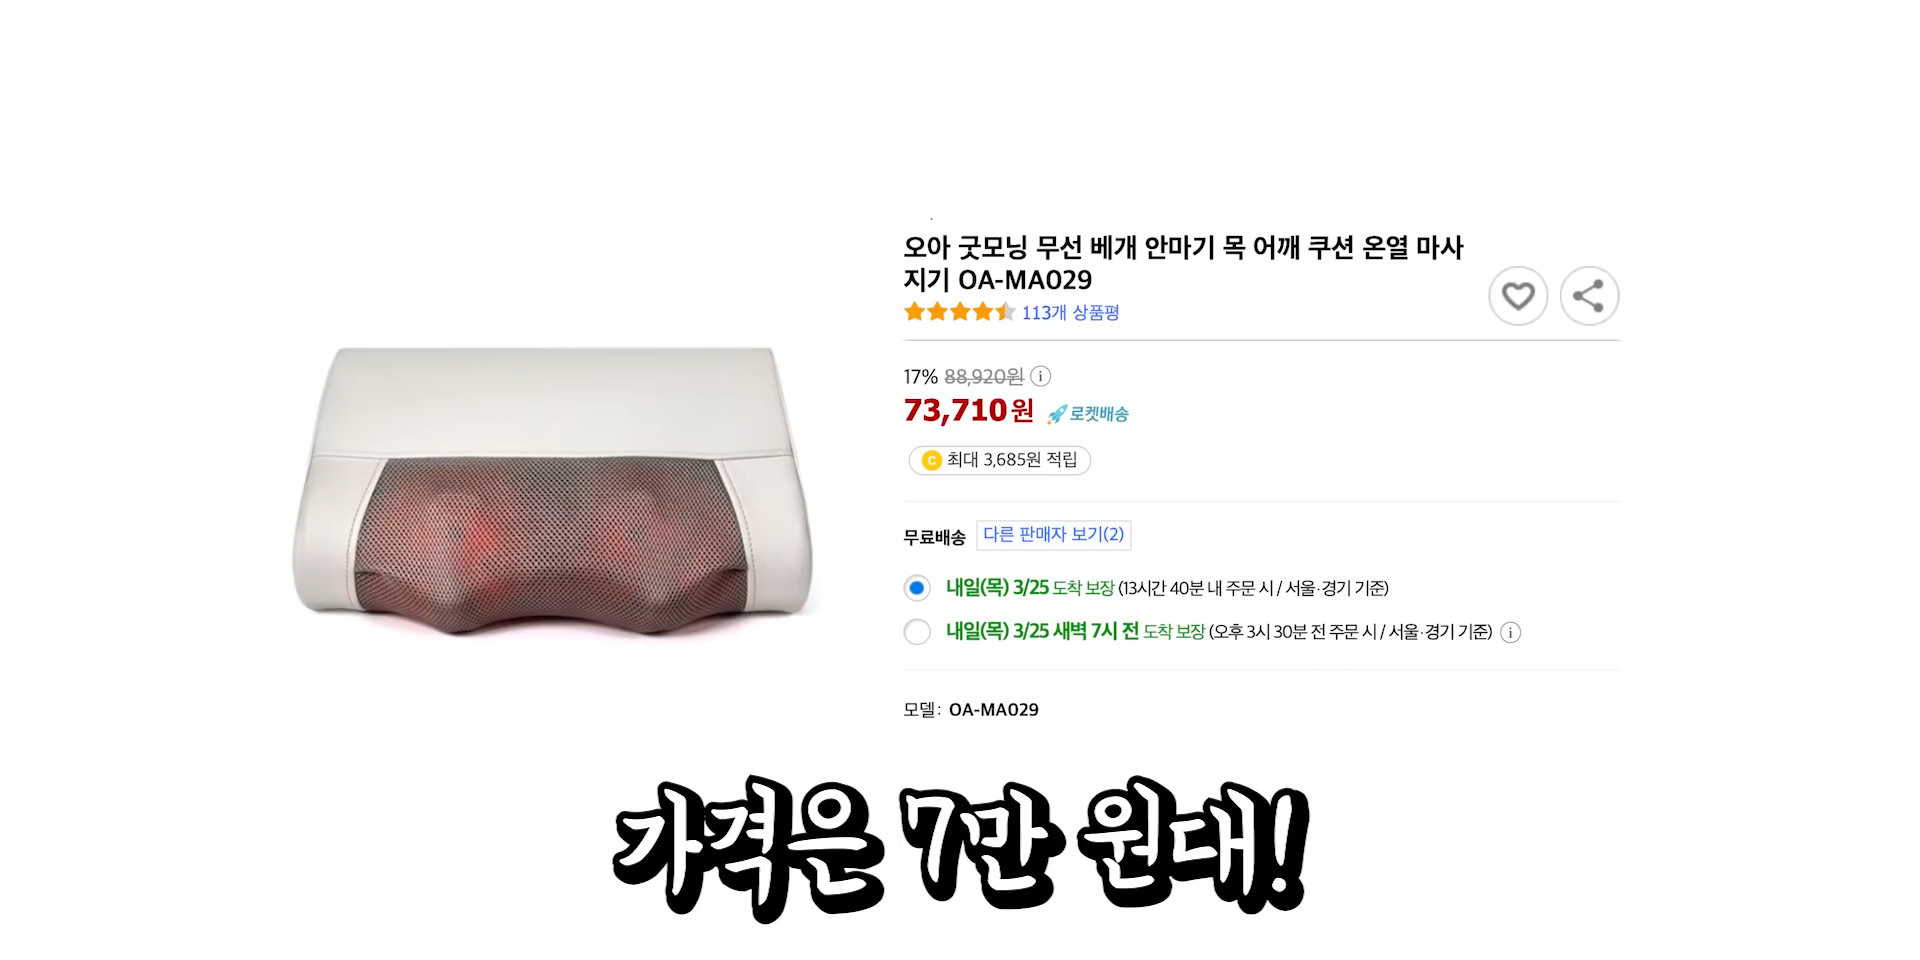 오아 굿모닝 무선 베개 안마기 목 어깨 쿠션 온열 마사
지기 OA-MA029
113개 상품평
17% 88,920원
73,710원 로켓배송
최대 3,685원 적립
무료배송 다른 판매자 보기(2)
내일(목) 3/25 도착 보장 (13시간 40분 내 주문 시 / 서울·경기 기준)
내일(목) 3/25 새벽 7시 전 도착 보장 (오후 3시 30분 전 주문 시 / 서울·경기 기준)
모델: OA-MA029
가격은 7만 원대!